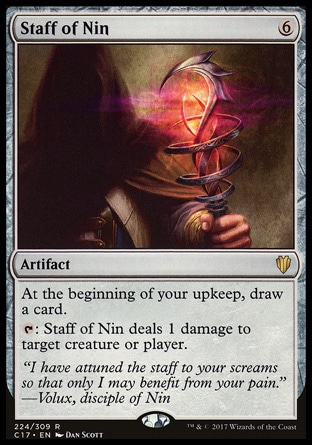 Staff of Nin 6
Artifact
At the beginning of your upkeep, draw
a card.
: Staff of Nin deals 1 damage to
target creature or player.
“I have attuned the staff to your screams
so that only I may benefit from your pain.”
—Volux, disciple of Nin
224/309 R
C17 • EN Dan Scott
™ & © 2017 Wizards of the Coast